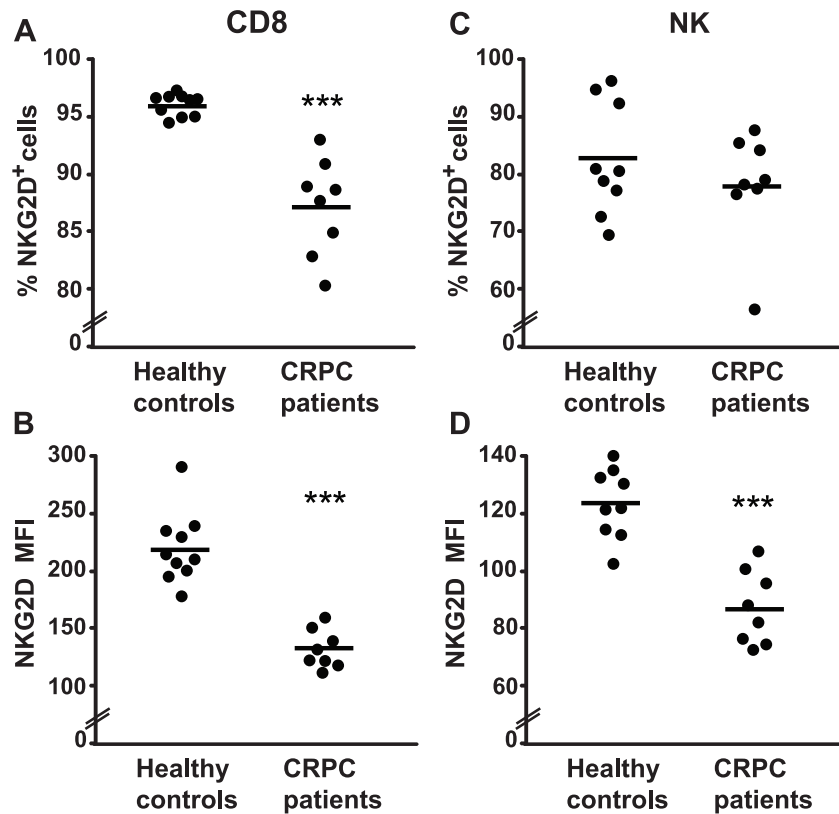 A
CD8
% NKG2D+ cells
100
95
90
85
80
0
***
Healthy
controls
CRPC
patients
C
NK
% NKG2D+ cells
100
90
80
70
60
0
Healthy
controls
CRPC
patients
B
NKG2D MFI
300
250
200
150
100
0
***
Healthy
controls
CRPC
patients
D
NKG2D MFI
140
120
100
80
60
0
***
Healthy
controls
CRPC
patients